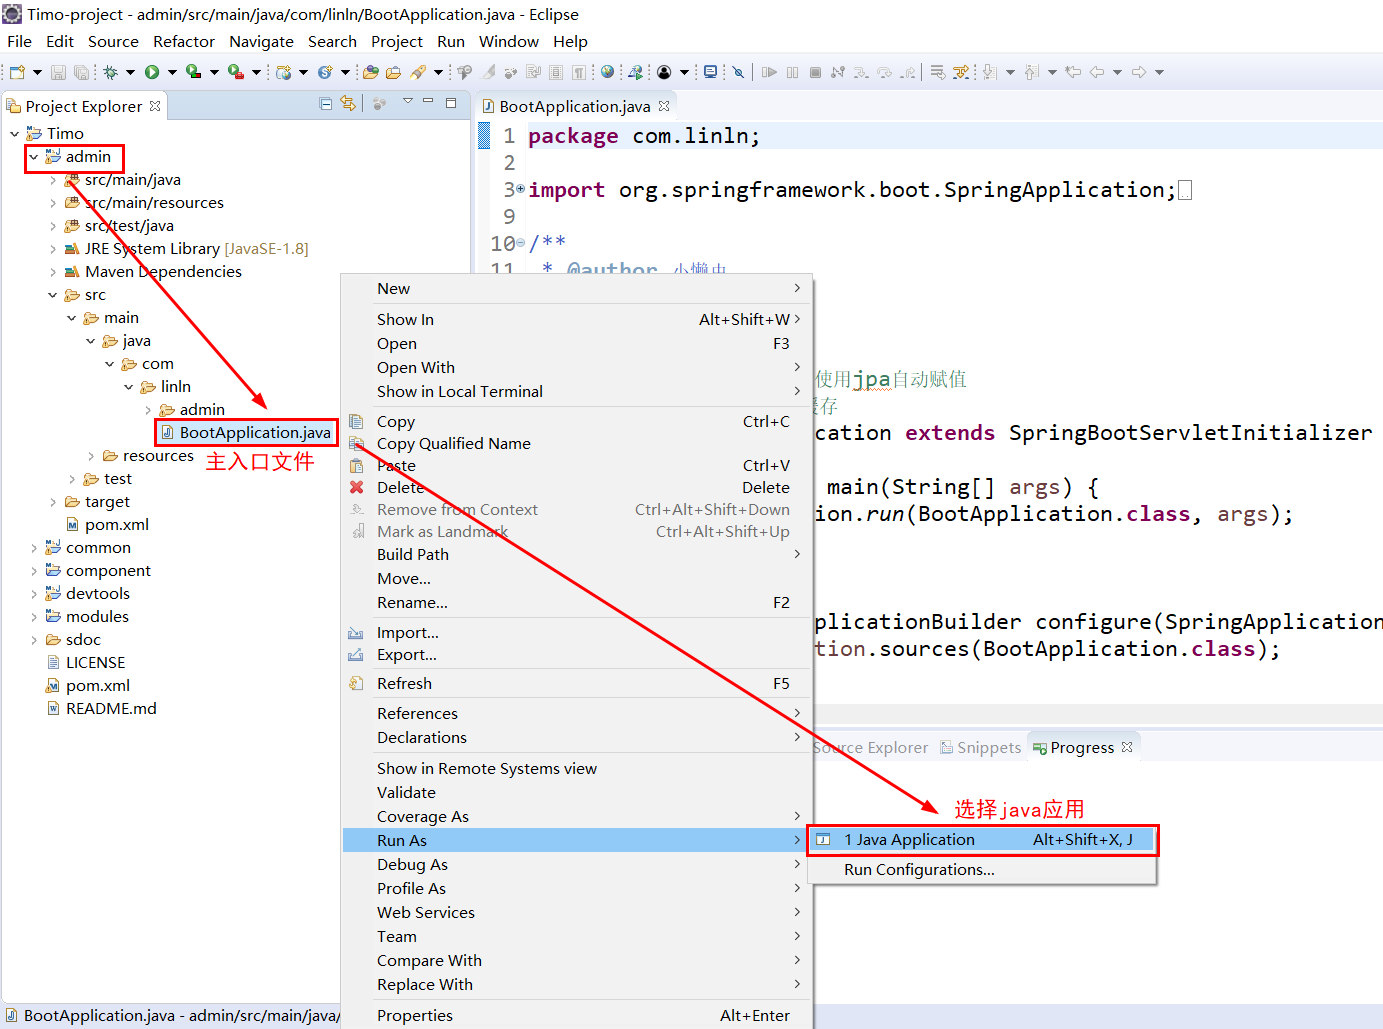 Timo-project - admin/src/main/java/com/linln/BootApplication.java - Eclipse
File Edit Source Refactor Navigate Search Project Run Window Help
Project Explorer
Timo
admin
src/main/java
src/main/resources
src/test/java
JRE System Library [JavaSE-1.8]
Maven Dependencies
src
main
java
com
linln
admin
BootApplication.java
主入口文件
resources
test
target
pom.xml
common
component
devtools
modules
sdoc
LICENSE
pom.xml
README.md
BootApplication.java
1 package com.linln;
2
3 import org.springframework.boot.SpringApplication;
9
10 /**
11 * @author 小懒虫
使用jpa自动赋值
缓存
cation extends SpringBootServletInitializer
main(String[] args) {
ion.run(BootApplication.class, args);
plicationBuilder configure(SpringApplication
tion.sources(BootApplication.class);
New
Show In Alt+Shift+W
Open F3
Open With
Show in Local Terminal
Copy Ctrl+C
Copy Qualified Name
Paste Ctrl+V
Delete Delete
Remove from Context Ctrl+Alt+Shift+Down
Mark as Landmark Ctrl+Alt+Shift+Up
Build Path
Move...
Rename... F2
Import...
Export...
Refresh F5
References
Declarations
Show in Remote Systems view
Validate
Coverage As
Run As
Debug As
Profile As
Web Services
Team
Compare With
Replace With
Properties Alt+Enter
Source Explorer Snippets Progress
选择java应用
1 Java Application Alt+Shift+X, J
Run Configurations...
BootApplication.java - admin/src/main/java/